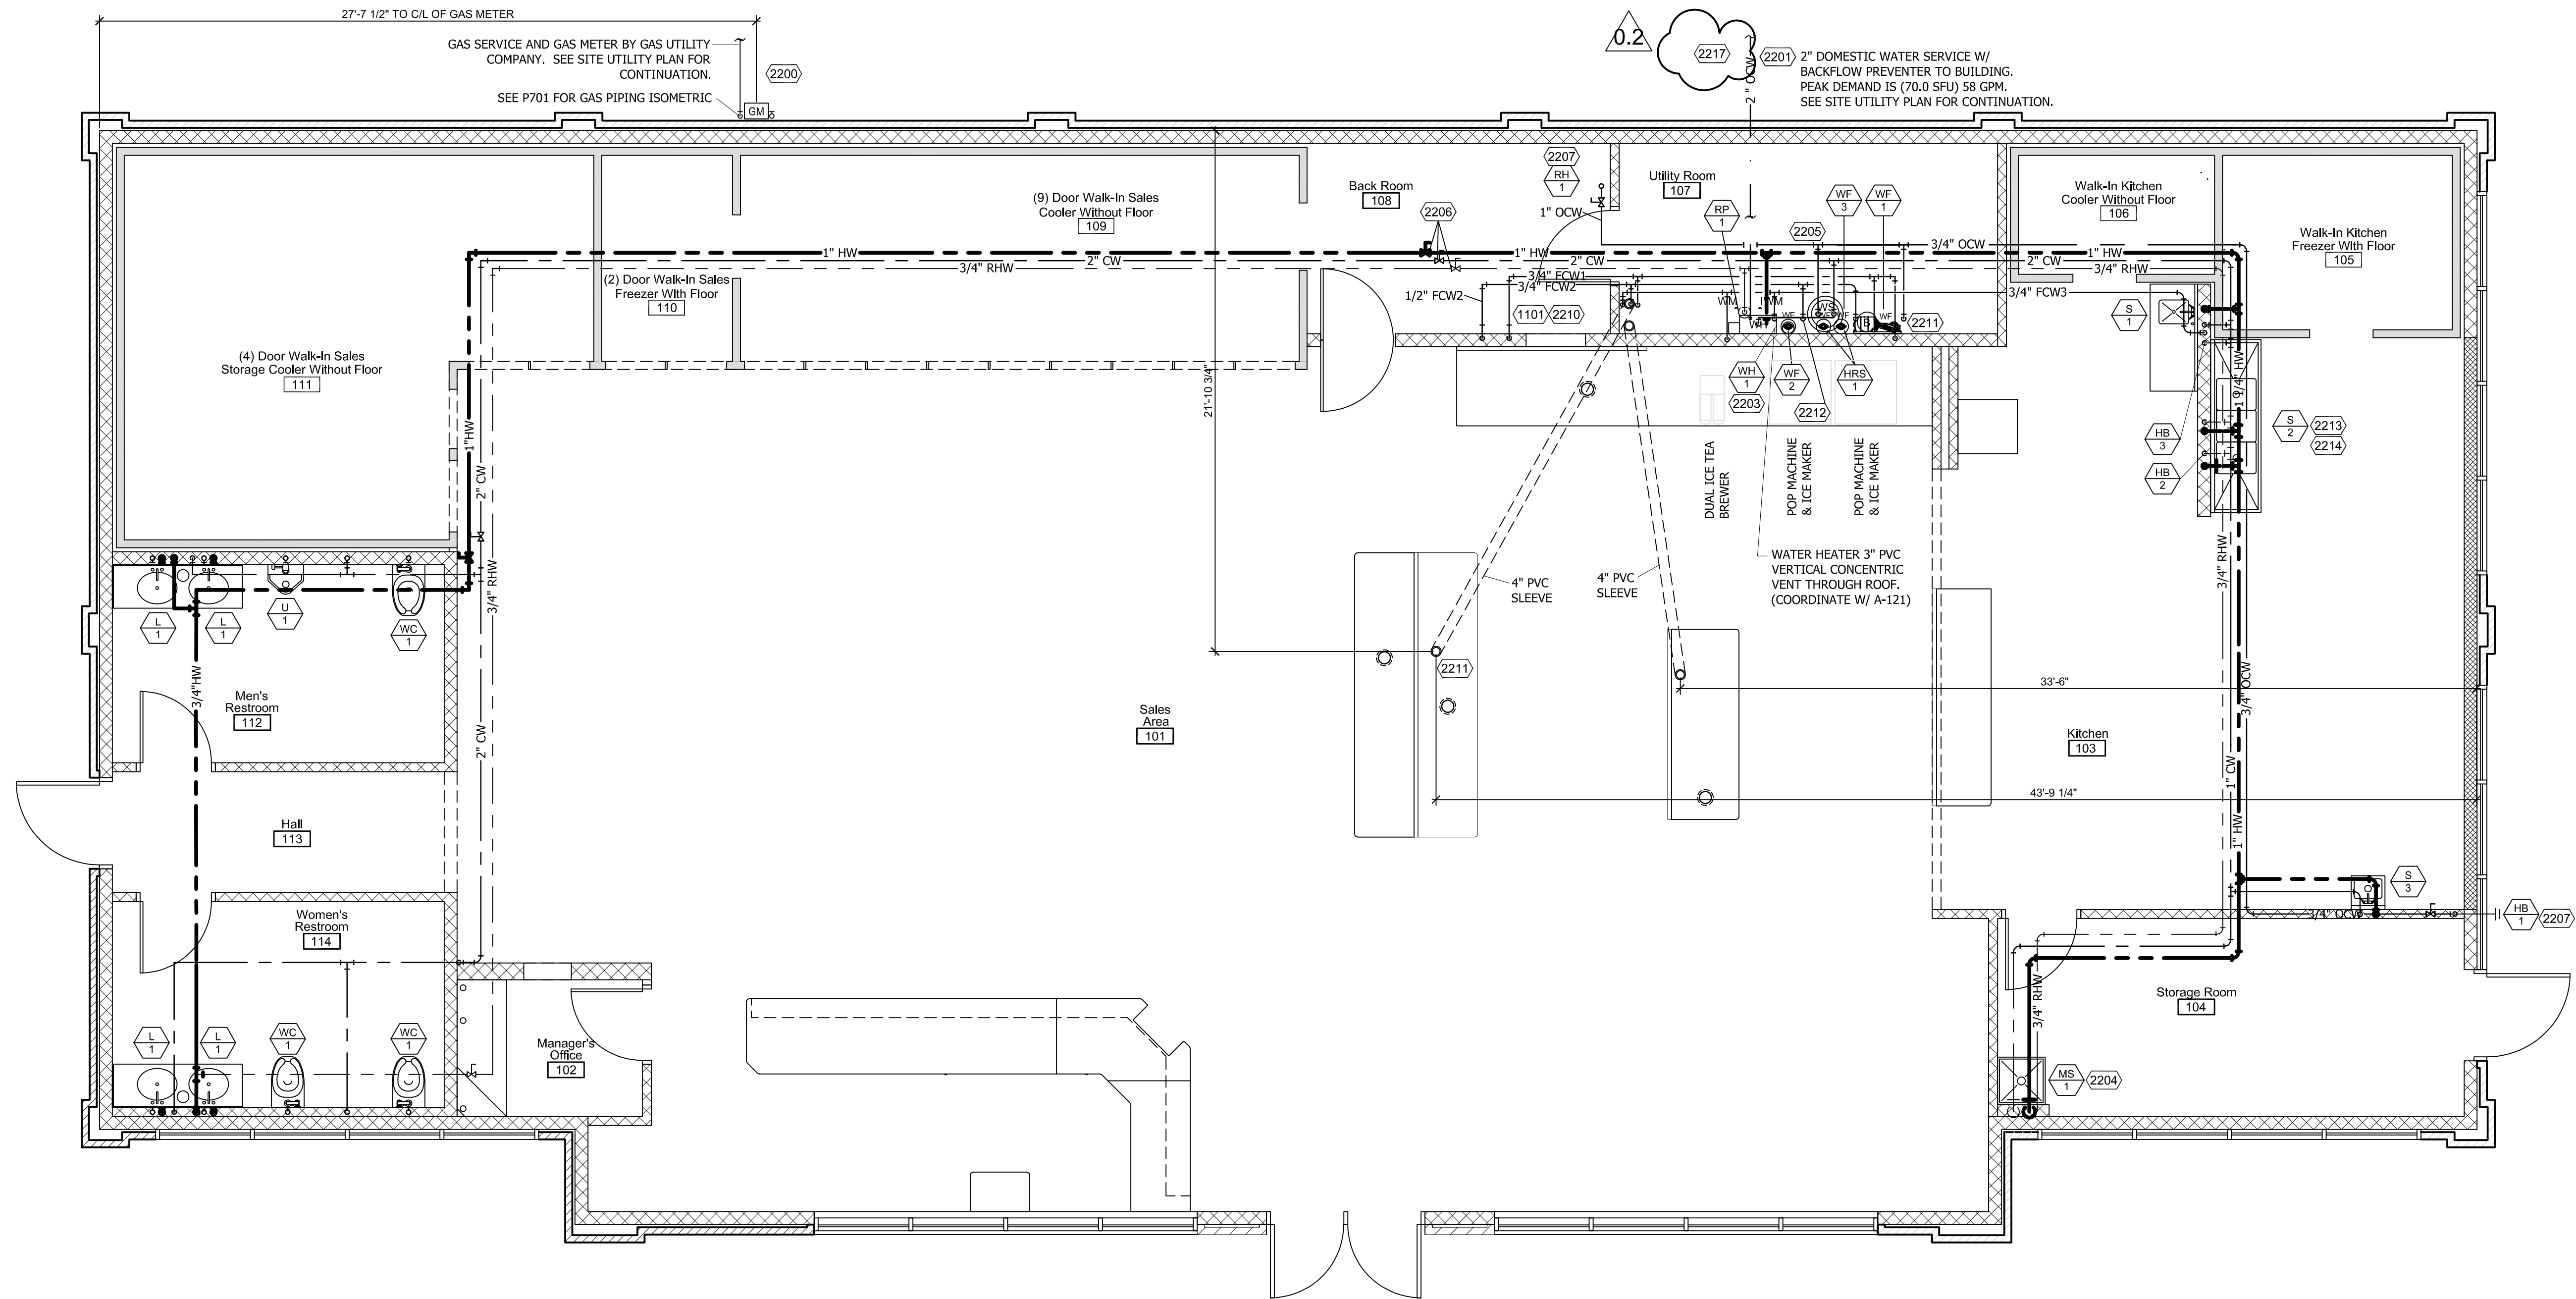 27'-7 1/2" TO C/L OF GAS METER
GAS SERVICE AND GAS METER BY GAS UTILITY
COMPANY. SEE SITE UTILITY PLAN FOR
CONTINUATION.
2200
SEE P701 FOR GAS PIPING ISOMETRIC
GM
0.2
2217
2" OCW
2201
2" DOMESTIC WATER SERVICE W/
BACKFLOW PREVENTER TO BUILDING.
PEAK DEMAND IS (70.0 SFU) 58 GPM.
SEE SITE UTILITY PLAN FOR CONTINUATION.
(9) Door Walk-In Sales
Cooler Without Floor
109
Back Room
108
2207
RH
1
1" OCW
2206
Utility Room
107
RP
1
WF
3
WF
1
2205
3/4" OCW
Walk-In Kitchen
Cooler Without Floor
106
Walk-In Kitchen
Freezer With Floor
105
1" HW
2" CW
3/4" RHW
1" HW
2" CW
1" HW
2" CW
3/4" RHW
(2) Door Walk-In Sales
Freezer With Floor
110
3/4" FCW1
3/4" FCW2
1/2" FCW2
3/4" FCW3
1101
2210
WM
WM
WS
WF
WF
2211
S
1
(4) Door Walk-In Sales
Storage Cooler Without Floor
111
21'-10 3/4"
WH
1
2203
WF
2
HRS
1
2212
1 1/4" HW
S
2
2213
2214
HB
3
HB
2
1"HW
2" CW
DUAL ICE TEA
BREWER
POP MACHINE
& ICE MAKER
POP MACHINE
& ICE MAKER
WATER HEATER 3" PVC
VERTICAL CONCENTRIC
VENT THROUGH ROOF.
(COORDINATE W/ A-121)
4" PVC
SLEEVE
4" PVC
SLEEVE
3/4" RHW
3/4" RHW
L
1
L
1
U
1
WC
1
2211
33'-6"
3/4"HW
Men's
Restroom
112
2" CW
Sales
Area
101
3/4" OCW
Kitchen
103
1" CW
43'-9 1/4"
Hall
113
1" HW
S
3
3/4" OCW
HB
1
2207
Women's
Restroom
114
3/4" RHW
Storage Room
104
L
1
L
1
WC
1
WC
1
Manager's
Office
102
MS
1
2204